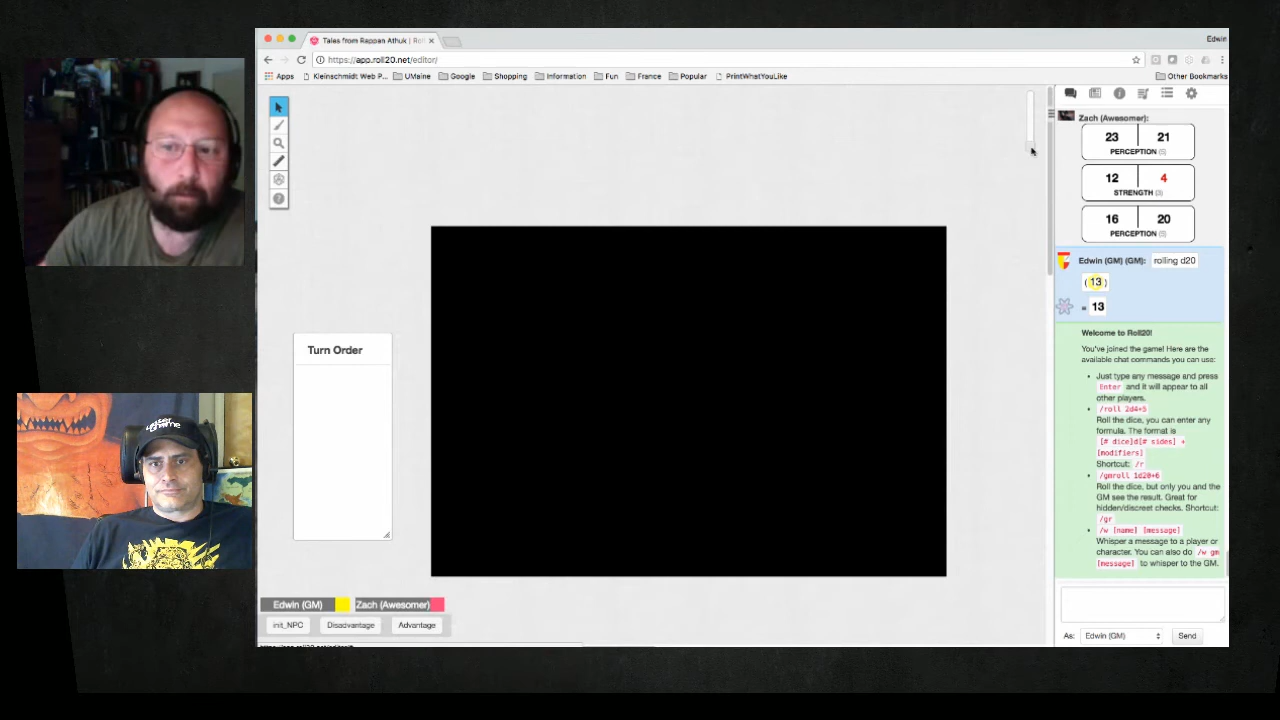 Tales from Rappan Athuk | Rol
Edwin
https://app.roll20.net/editor/
Apps
Kleinschmidt Web P...
UMaine
Google
Shopping
Information
Fun
France
Popular
PrintWhatYouLike
Other Bookmarks
Zach (Awesomer):
23 21
PERCEPTION (5)
12 4
STRENGTH (3)
16 20
PERCEPTION (5)
Edwin (GM) (GM): rolling d20
(13)
= 13
Welcome to Roll20!
You've joined the game! Here are the
available chat commands you can use:
Just type any message and press
Enter and it will appear to all
other players.
/roll 2d4+5
Roll the dice, you can enter any
formula. The format is
[# dice]d[# sides] +
[modifiers]
Shortcut: /r
/gmroll 1d20+6
Roll the dice, but only you and the
GM see the result. Great for
hidden/discreet checks. Shortcut:
/gr
/w [name] [message]
Whisper a message to a player or
character. You can also do /w gm
[message] to whisper to the GM.
Turn Order
Edwin (GM)
Zach (Awesomer)
init_NPC
Disadvantage
Advantage
As: Edwin (GM)
Send